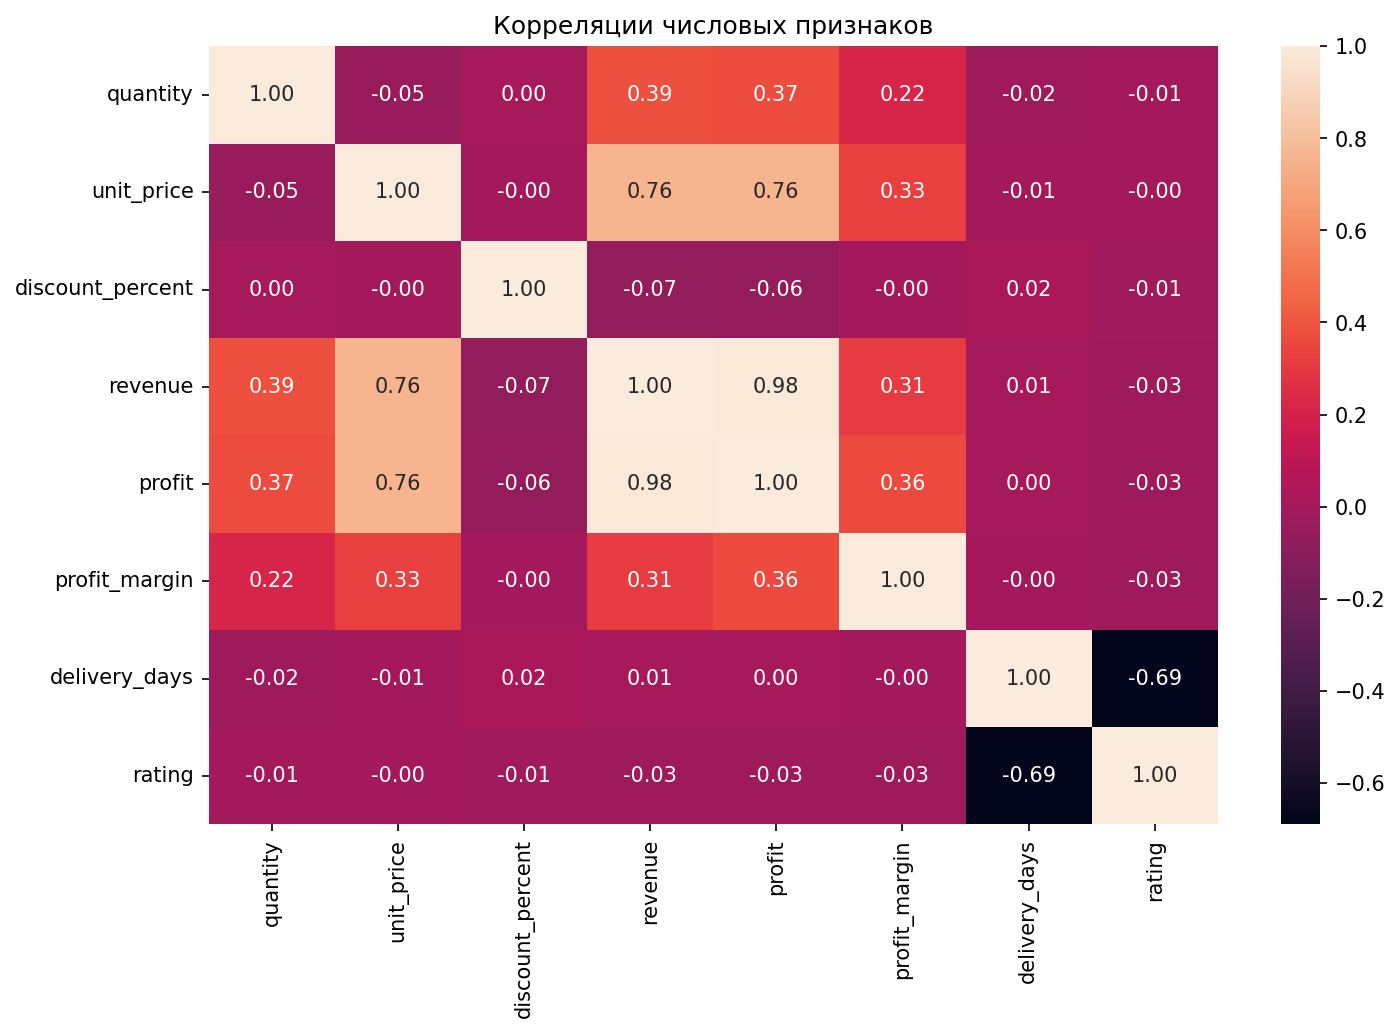 Корреляции числовых признаков
quantity 1.00 -0.05 0.00 0.39 0.37 0.22 -0.02 -0.01
unit_price -0.05 1.00 -0.00 0.76 0.76 0.33 -0.01 -0.00
discount_percent 0.00 -0.00 1.00 -0.07 -0.06 -0.00 0.02 -0.01
revenue 0.39 0.76 -0.07 1.00 0.98 0.31 0.01 -0.03
profit 0.37 0.76 -0.06 0.98 1.00 0.36 0.00 -0.03
profit_margin 0.22 0.33 -0.00 0.31 0.36 1.00 -0.00 -0.03
delivery_days -0.02 -0.01 0.02 0.01 0.00 -0.00 1.00 -0.69
rating -0.01 -0.00 -0.01 -0.03 -0.03 -0.03 -0.69 1.00
quantity unit_price discount_percent revenue profit profit_margin delivery_days rating
1.0
0.8
0.6
0.4
0.2
0.0
−0.2
−0.4
−0.6